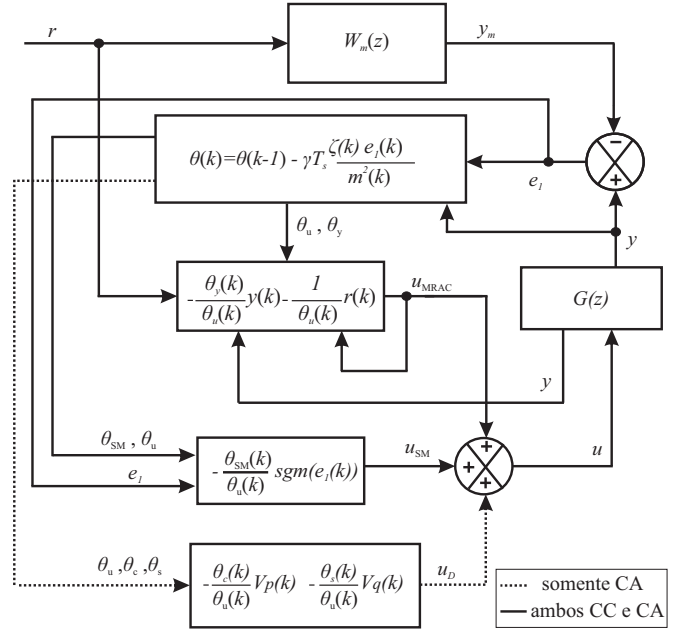 r
W_m(z)
y_m
θ(k)=θ(k-1) - γT_s ζ(k) e_1(k) / m²(k)
−
+
e_1
θ_u , θ_y
y
-θ_y(k)/θ_u(k) y(k) - 1/θ_u(k) r(k)
u_MRAC
G(z)
y
θ_SM , θ_u
e_1
-θ_SM(k)/θ_u(k) sgm(e_1(k))
u_SM
+
+
+
u
θ_u ,θ_c ,θ_s
-θ_c(k)/θ_u(k) Vp(k) -θ_s(k)/θ_u(k) Vq(k)
u_D
somente CA
ambos CC e CA